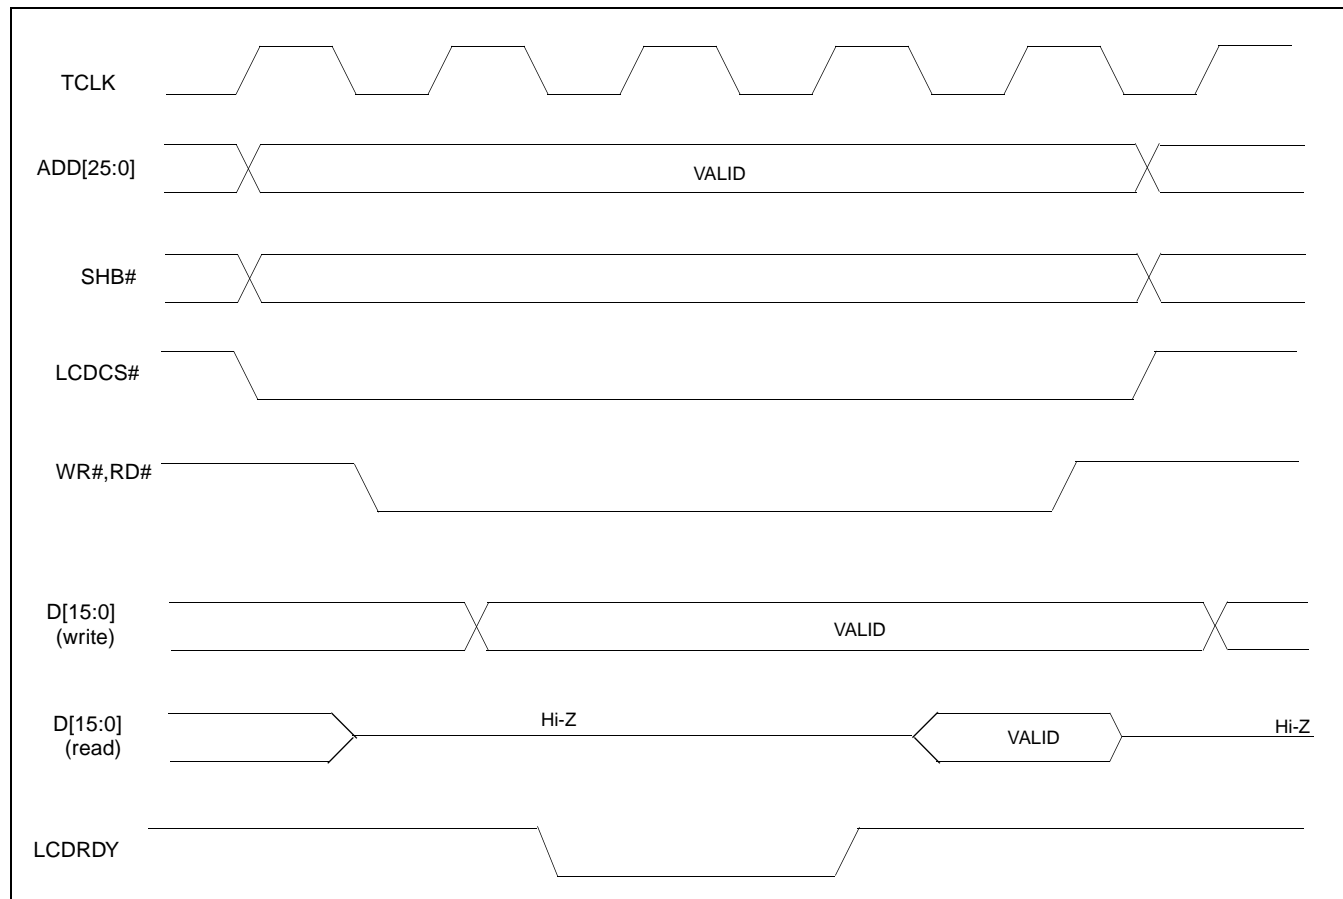 TCLK
ADD[25:0]
VALID
SHB#
LCDCS#
WR#,RD#
D[15:0]
(write)
VALID
D[15:0]
(read)
Hi-Z
VALID
Hi-Z
LCDRDY